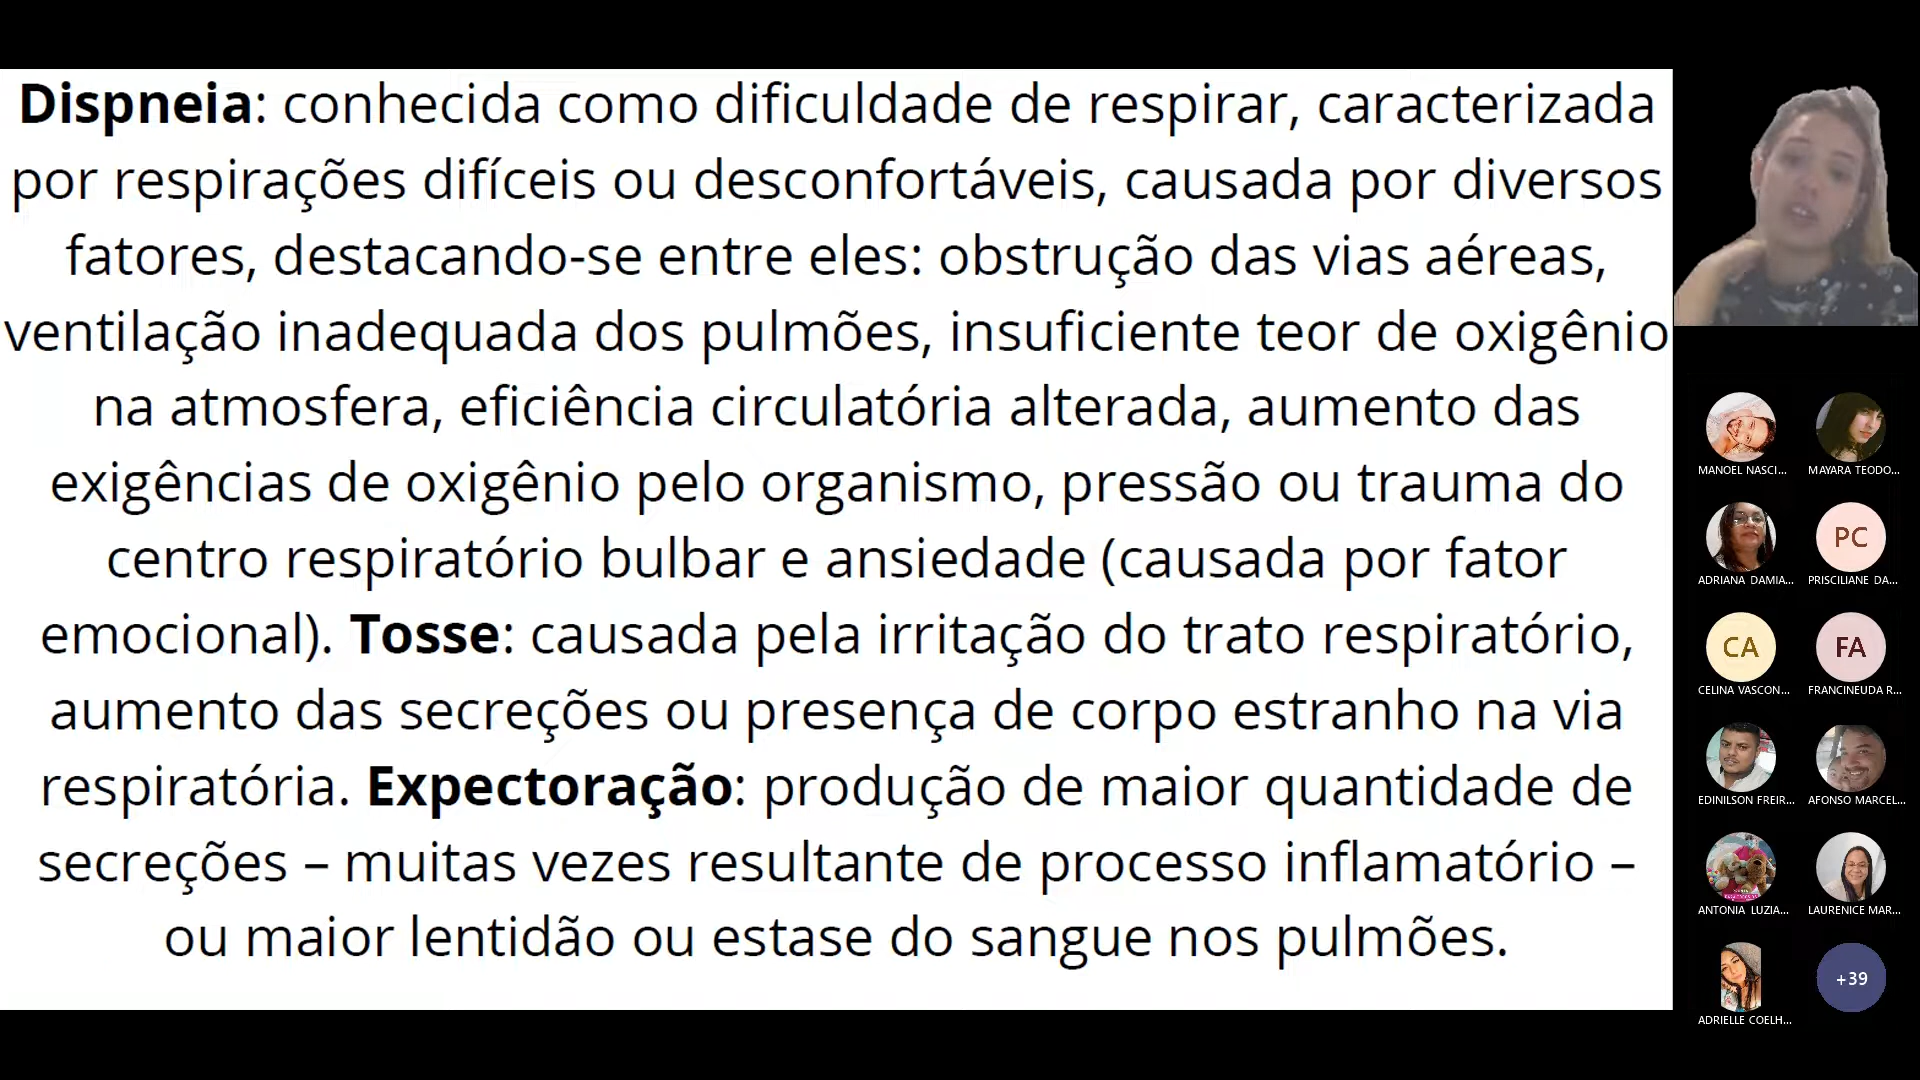 Dispneia: conhecida como dificuldade de respirar, caracterizada
por respirações difíceis ou desconfortáveis, causada por diversos
fatores, destacando-se entre eles: obstrução das vias aéreas,
ventilação inadequada dos pulmões, insuficiente teor de oxigênio
na atmosfera, eficiência circulatória alterada, aumento das
exigências de oxigênio pelo organismo, pressão ou trauma do
centro respiratório bulbar e ansiedade (causada por fator
emocional). Tosse: causada pela irritação do trato respiratório,
aumento das secreções ou presença de corpo estranho na via
respiratória. Expectoração: produção de maior quantidade de
secreções – muitas vezes resultante de processo inflamatório –
ou maior lentidão ou estase do sangue nos pulmões.
MANOEL NASCI... MAYARA TEODO...
PC
ADRIANA DAMIA... PRISCILIANE DA...
CA FA
CELINA VASCON... FRANCINEUDA R...
EDINILSON FREIR... AFONSO MARCEL...
ANTONIA LUZIA... LAURENICE MAR...
+39
ADRIELLE COELH...